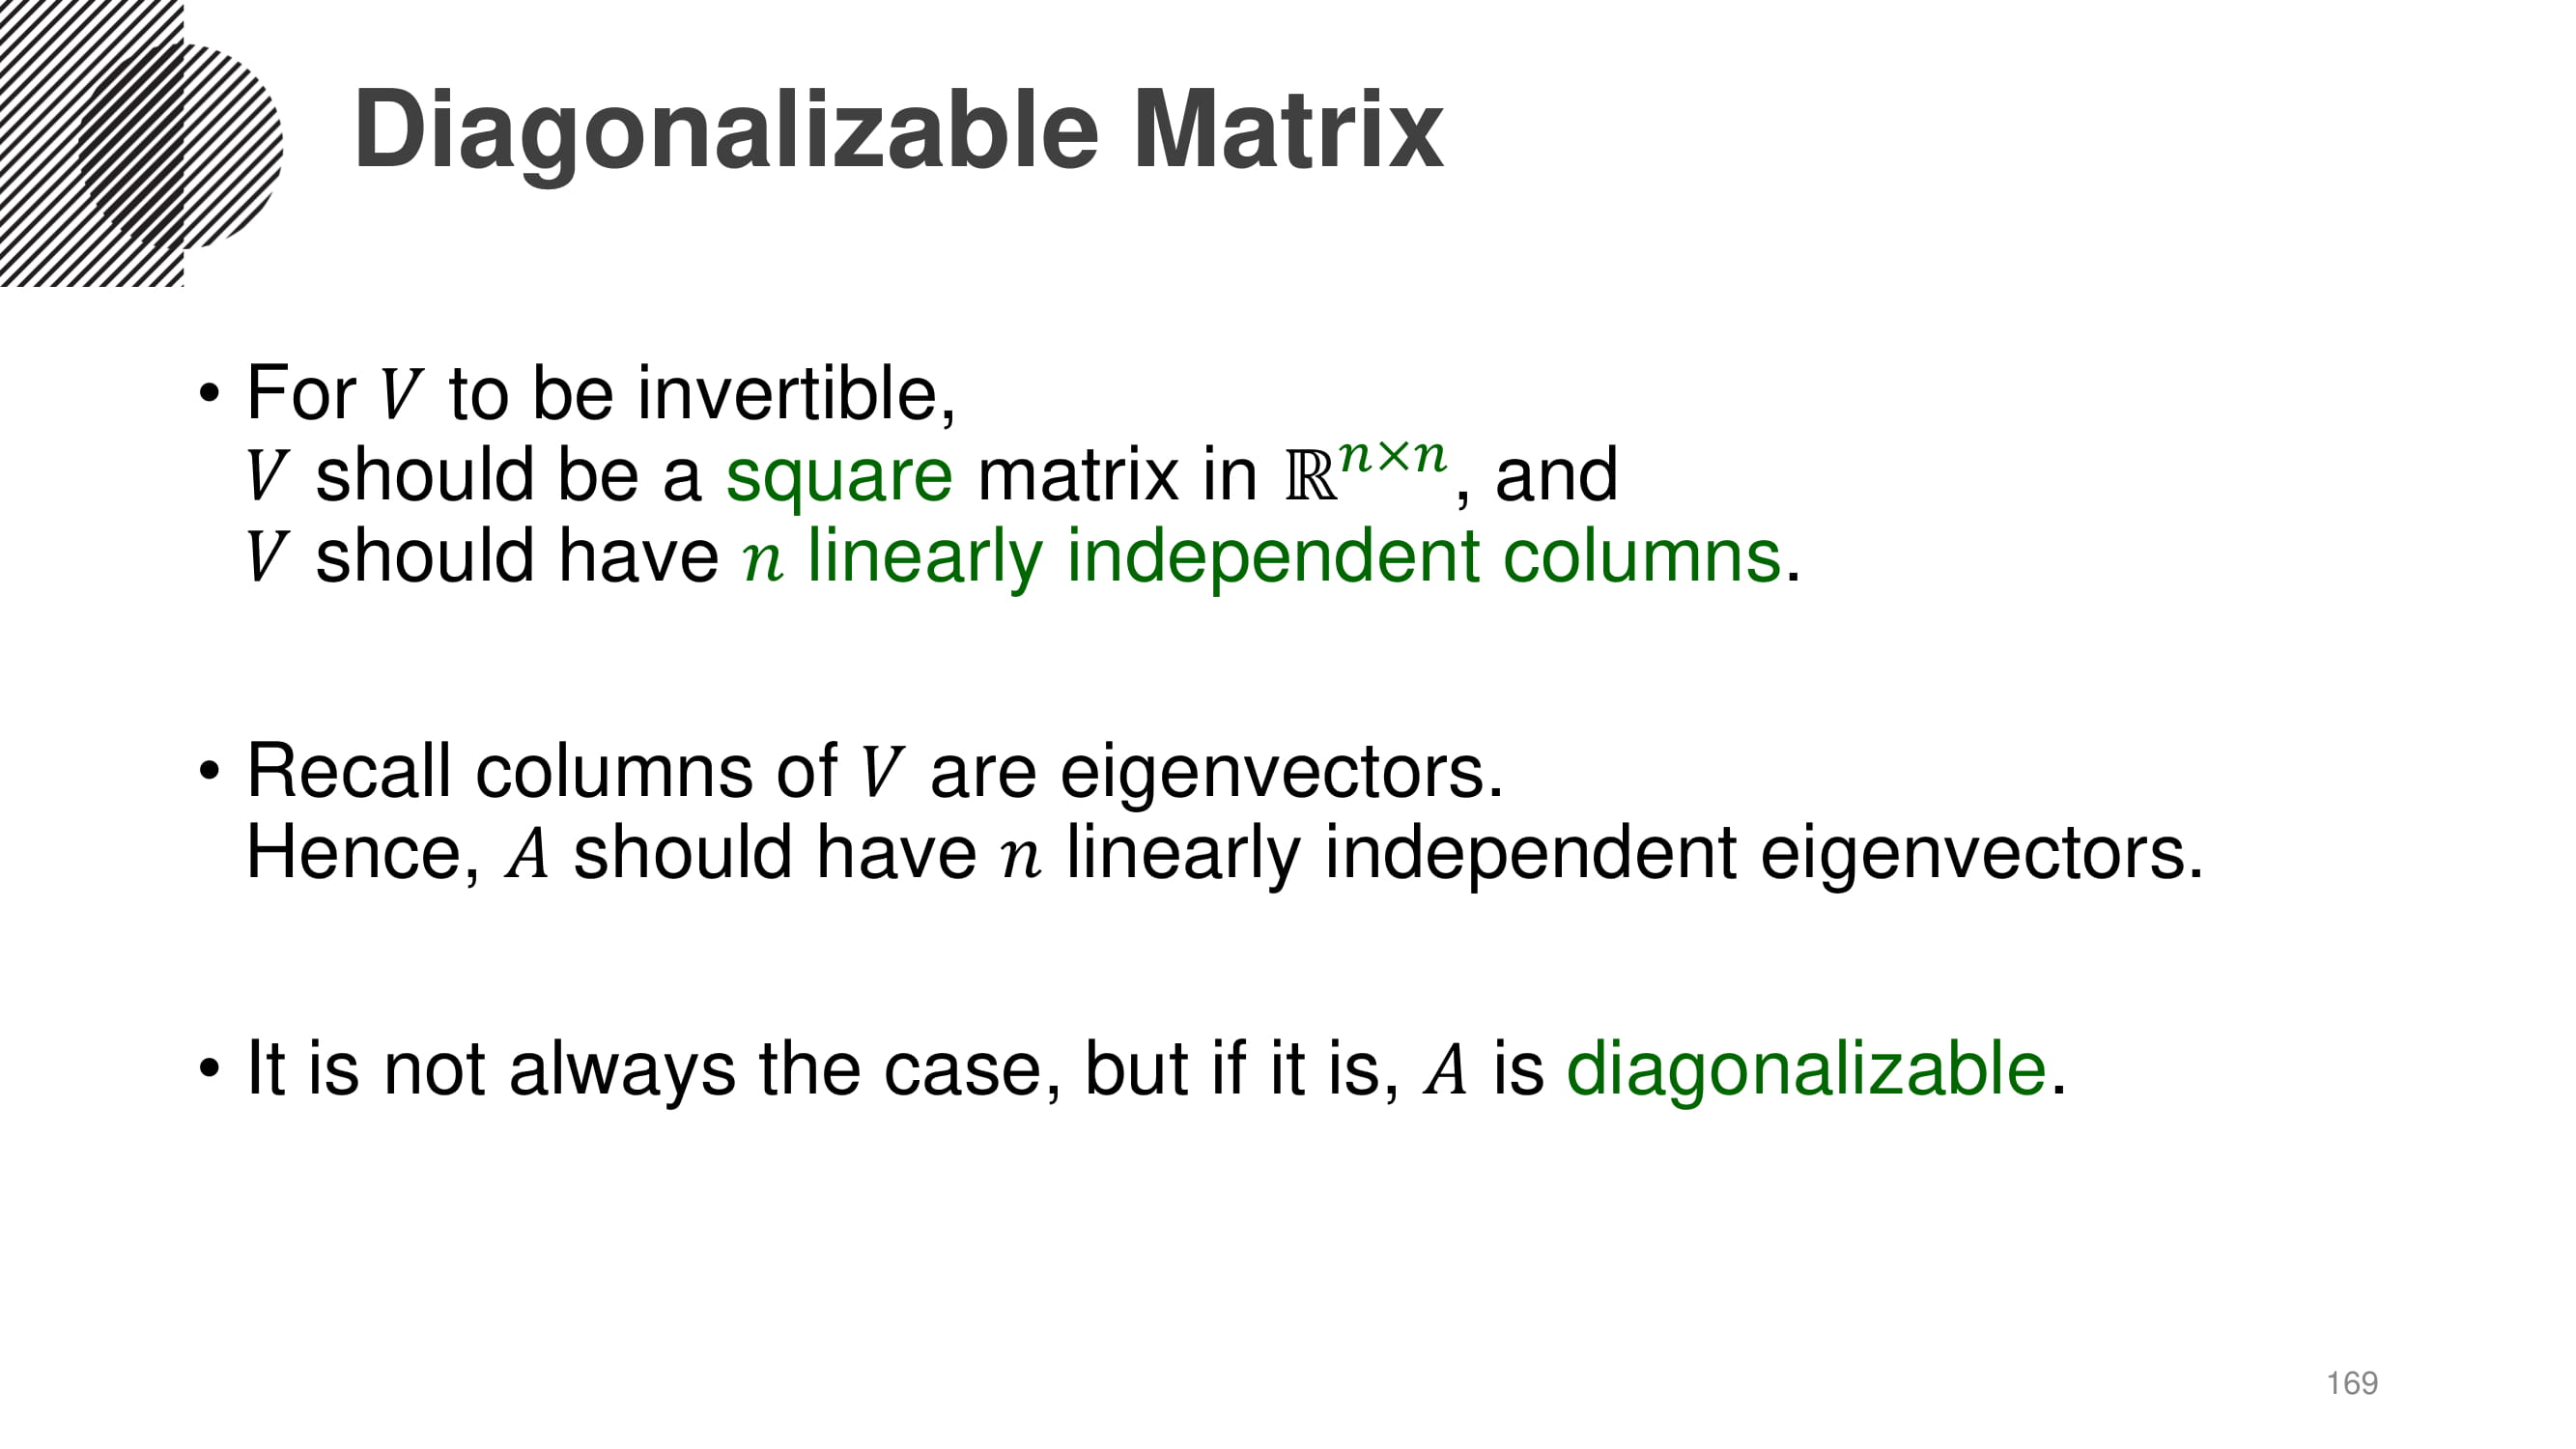 Diagonalizable Matrix
• For 𝑉 to be invertible,
𝑉 should be a square matrix in ℝ^{𝑛×𝑛}, and
𝑉 should have 𝑛 linearly independent columns.
• Recall columns of 𝑉 are eigenvectors.
Hence, 𝐴 should have 𝑛 linearly independent eigenvectors.
• It is not always the case, but if it is, 𝐴 is diagonalizable.
169